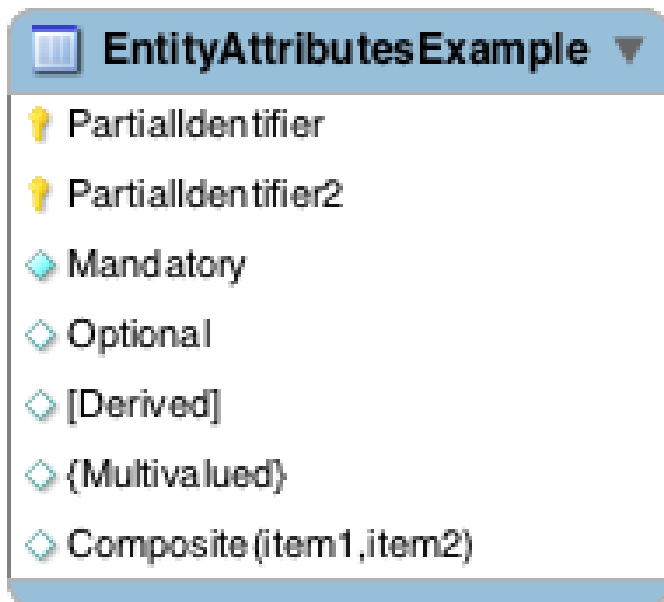 EntityAttributesExample
PartialIdentifier
PartialIdentifier2
Mandatory
Optional
[Derived]
{Multivalued}
Composite(item1,item2)